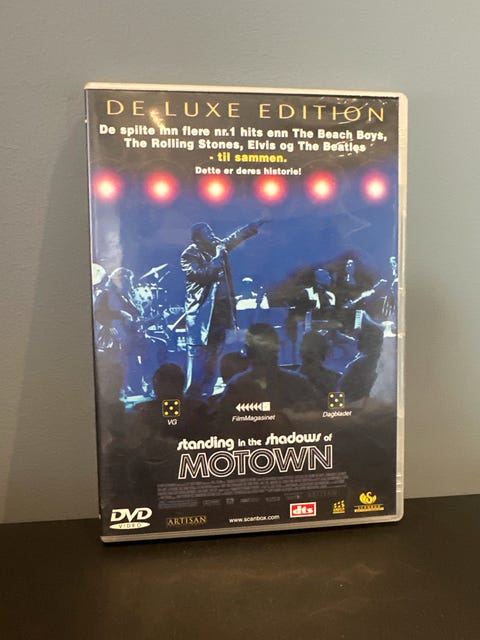 DE LUXE EDITION
De spilte inn flere nr.1 hits enn The Beach Boys,
The Rolling Stones, Elvis og The Beatles
- til sammen.
Dette er deres historie!
VG
FilmMagasinet
Dagbladet
standing in the shadows of
MOTOWN
DVD
VIDEO
ARTISAN
www.scanbox.com
dts
SCANBOX